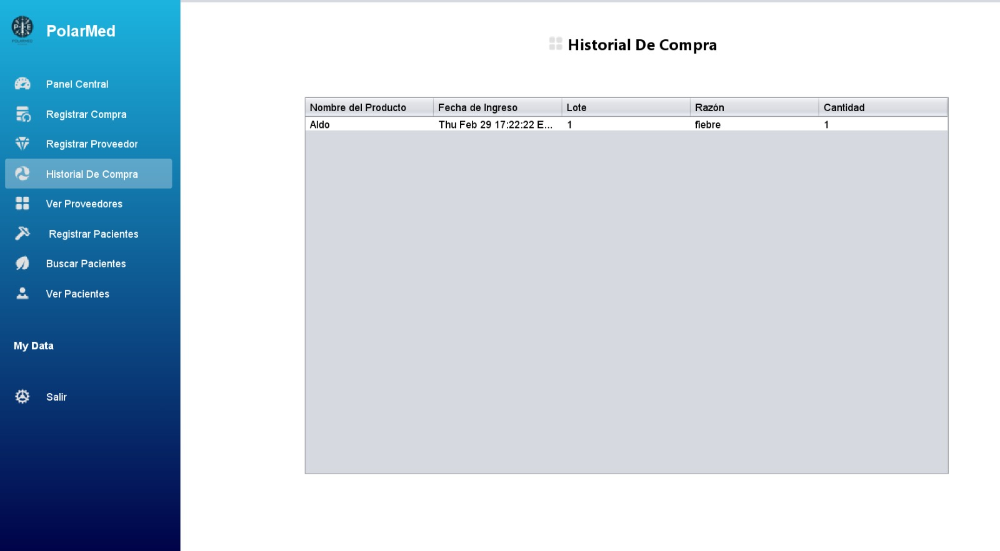 PolarMed
Panel Central
Registrar Compra
Registrar Proveedor
Historial De Compra
Ver Proveedores
Registrar Pacientes
Buscar Pacientes
Ver Pacientes
My Data
Salir
Historial De Compra
Nombre del Producto Fecha de Ingreso Lote Razón Cantidad
Aldo Thu Feb 29 17:22:22 E... 1 fiebre 1